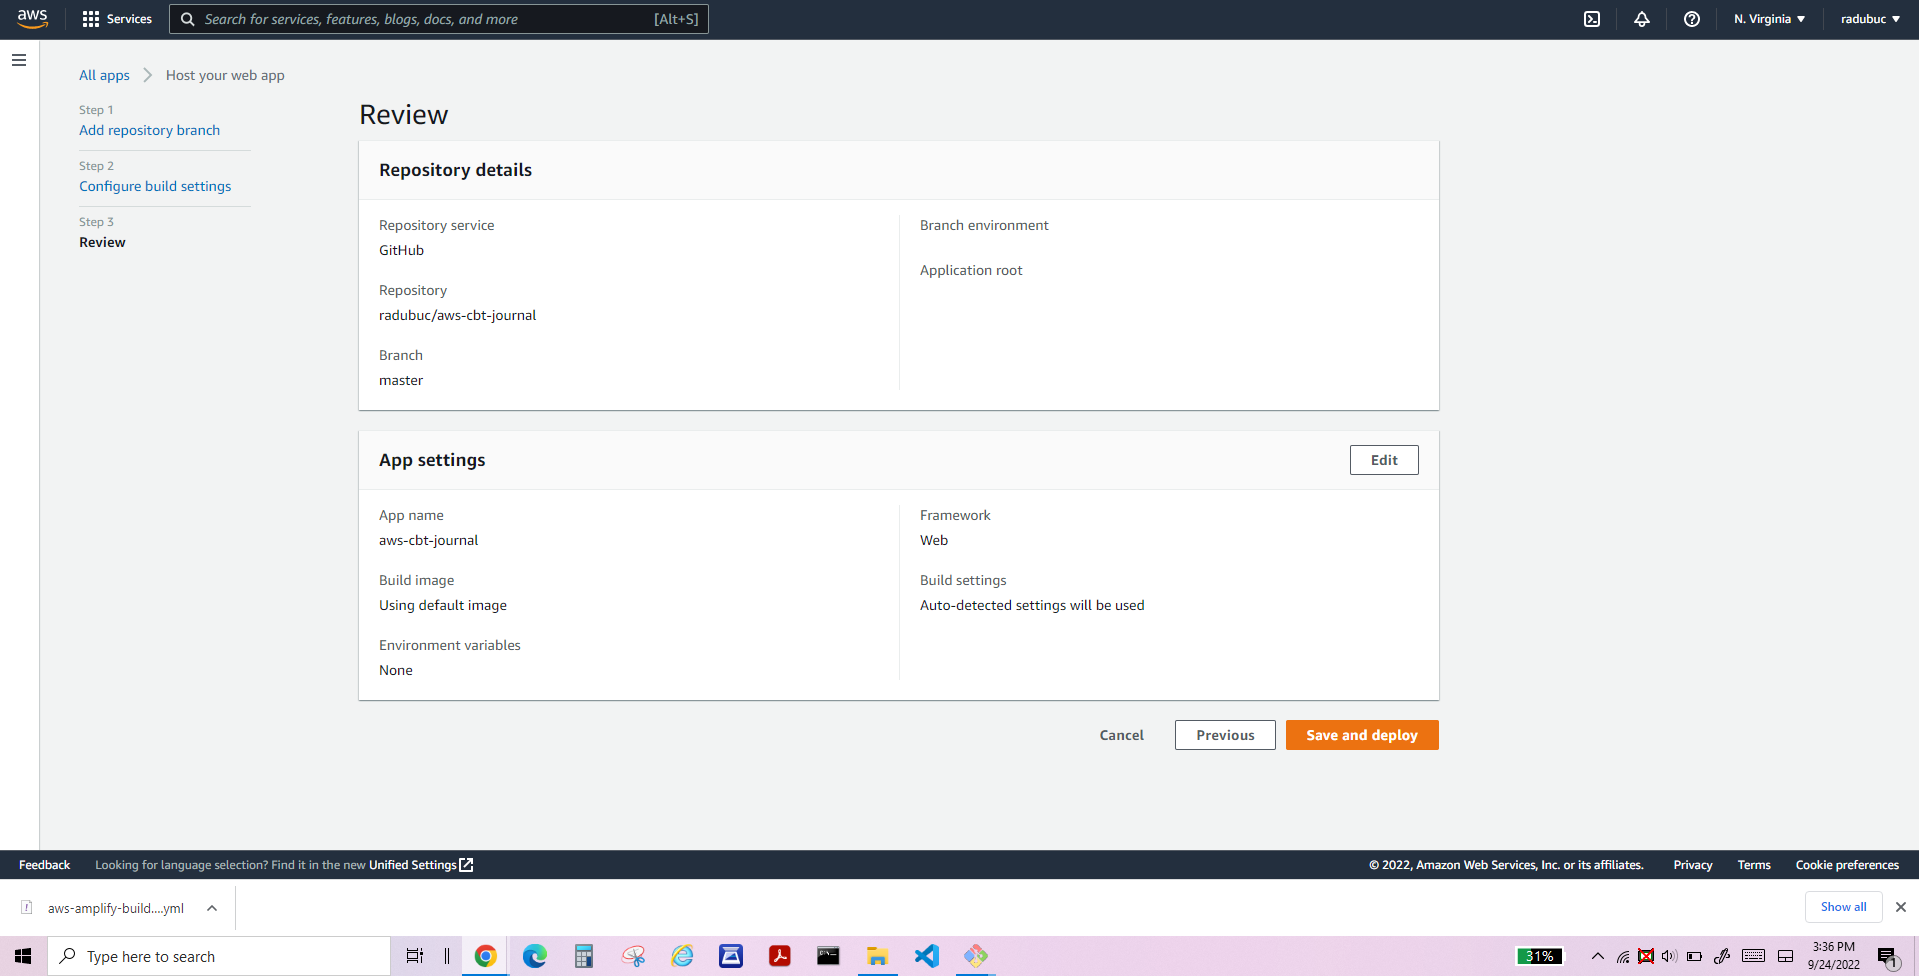 aws
Services
Search for services, features, blogs, docs, and more
[Alt+S]
N. Virginia
radubuc
All apps
Host your web app
Step 1
Add repository branch
Step 2
Configure build settings
Step 3
Review
Review
Repository details
Repository service
GitHub
Repository
radubuc/aws-cbt-journal
Branch
master
Branch environment
Application root
App settings
Edit
App name
aws-cbt-journal
Build image
Using default image
Environment variables
None
Framework
Web
Build settings
Auto-detected settings will be used
Cancel
Previous
Save and deploy
Feedback
Looking for language selection? Find it in the new Unified Settings
© 2022, Amazon Web Services, Inc. or its affiliates.
Privacy
Terms
Cookie preferences
aws-amplify-build....yml
Show all
Type here to search
31%
3:36 PM
9/24/2022
1